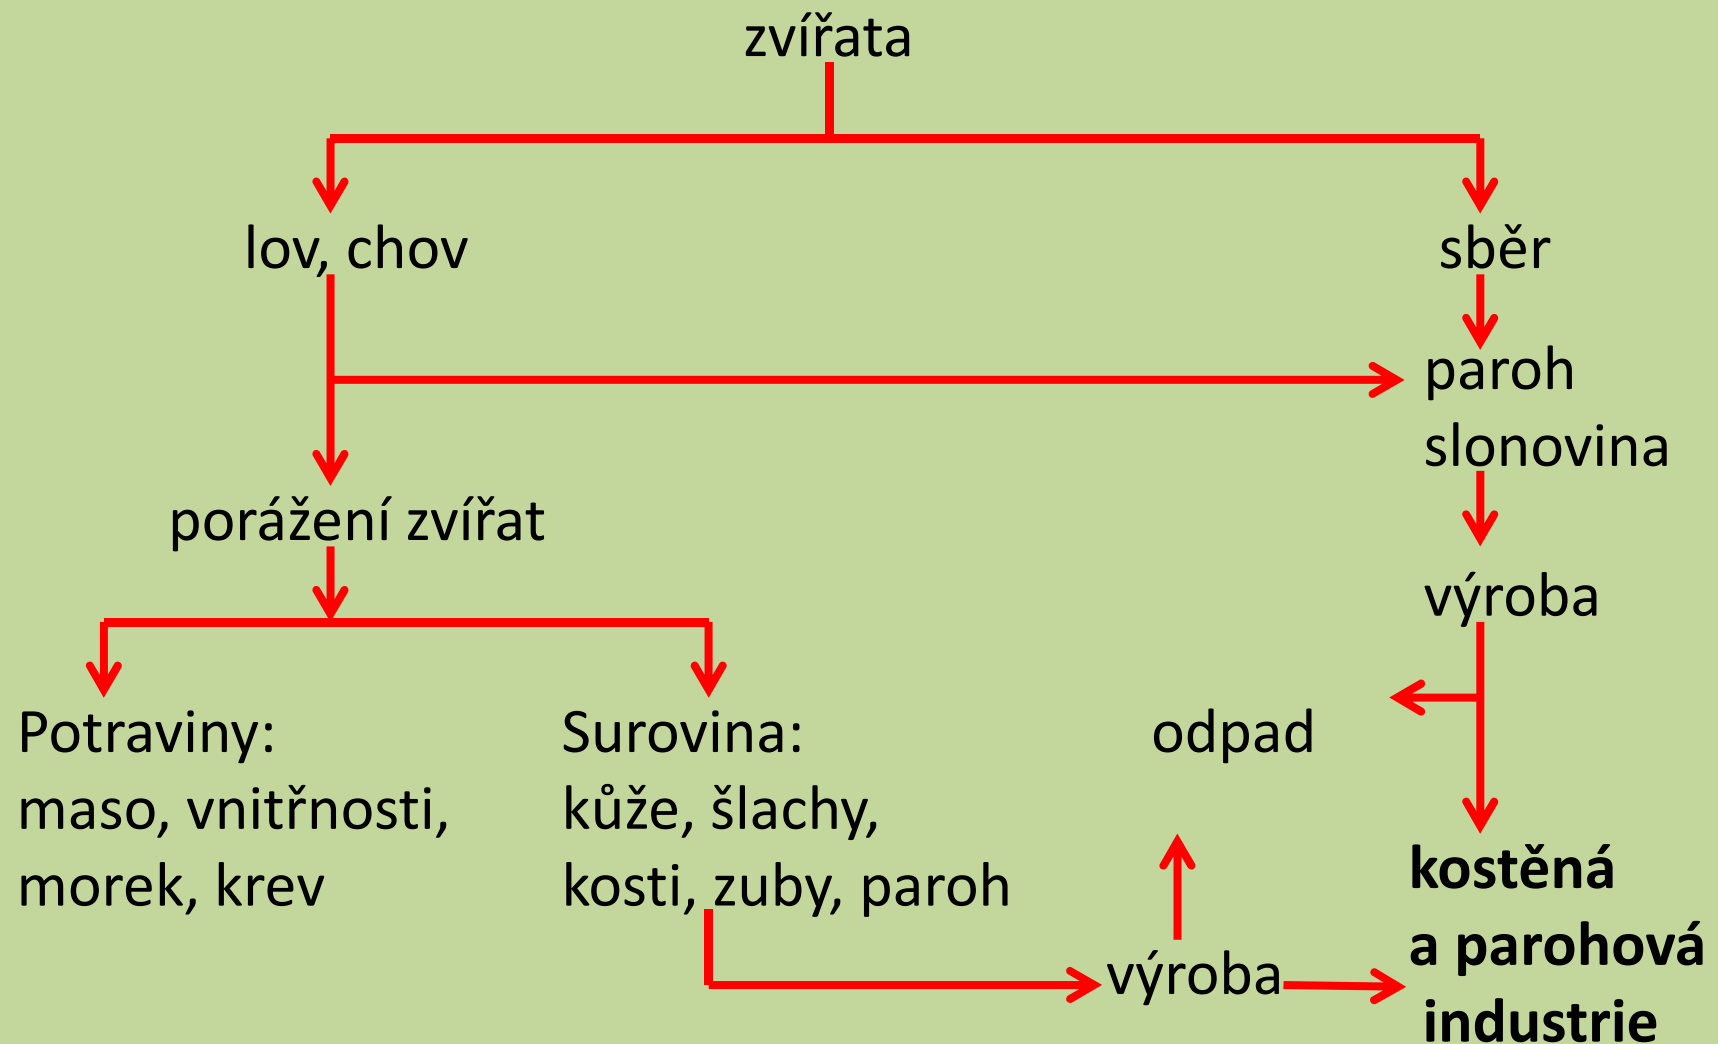 zvířata
lov, chov
sběr
paroh
slonovina
porážení zvířat
výroba
Potraviny:
maso, vnitřnosti,
morek, krev
Surovina:
kůže, šlachy,
kosti, zuby, paroh
odpad
výroba
kostěná
a parohová
industrie